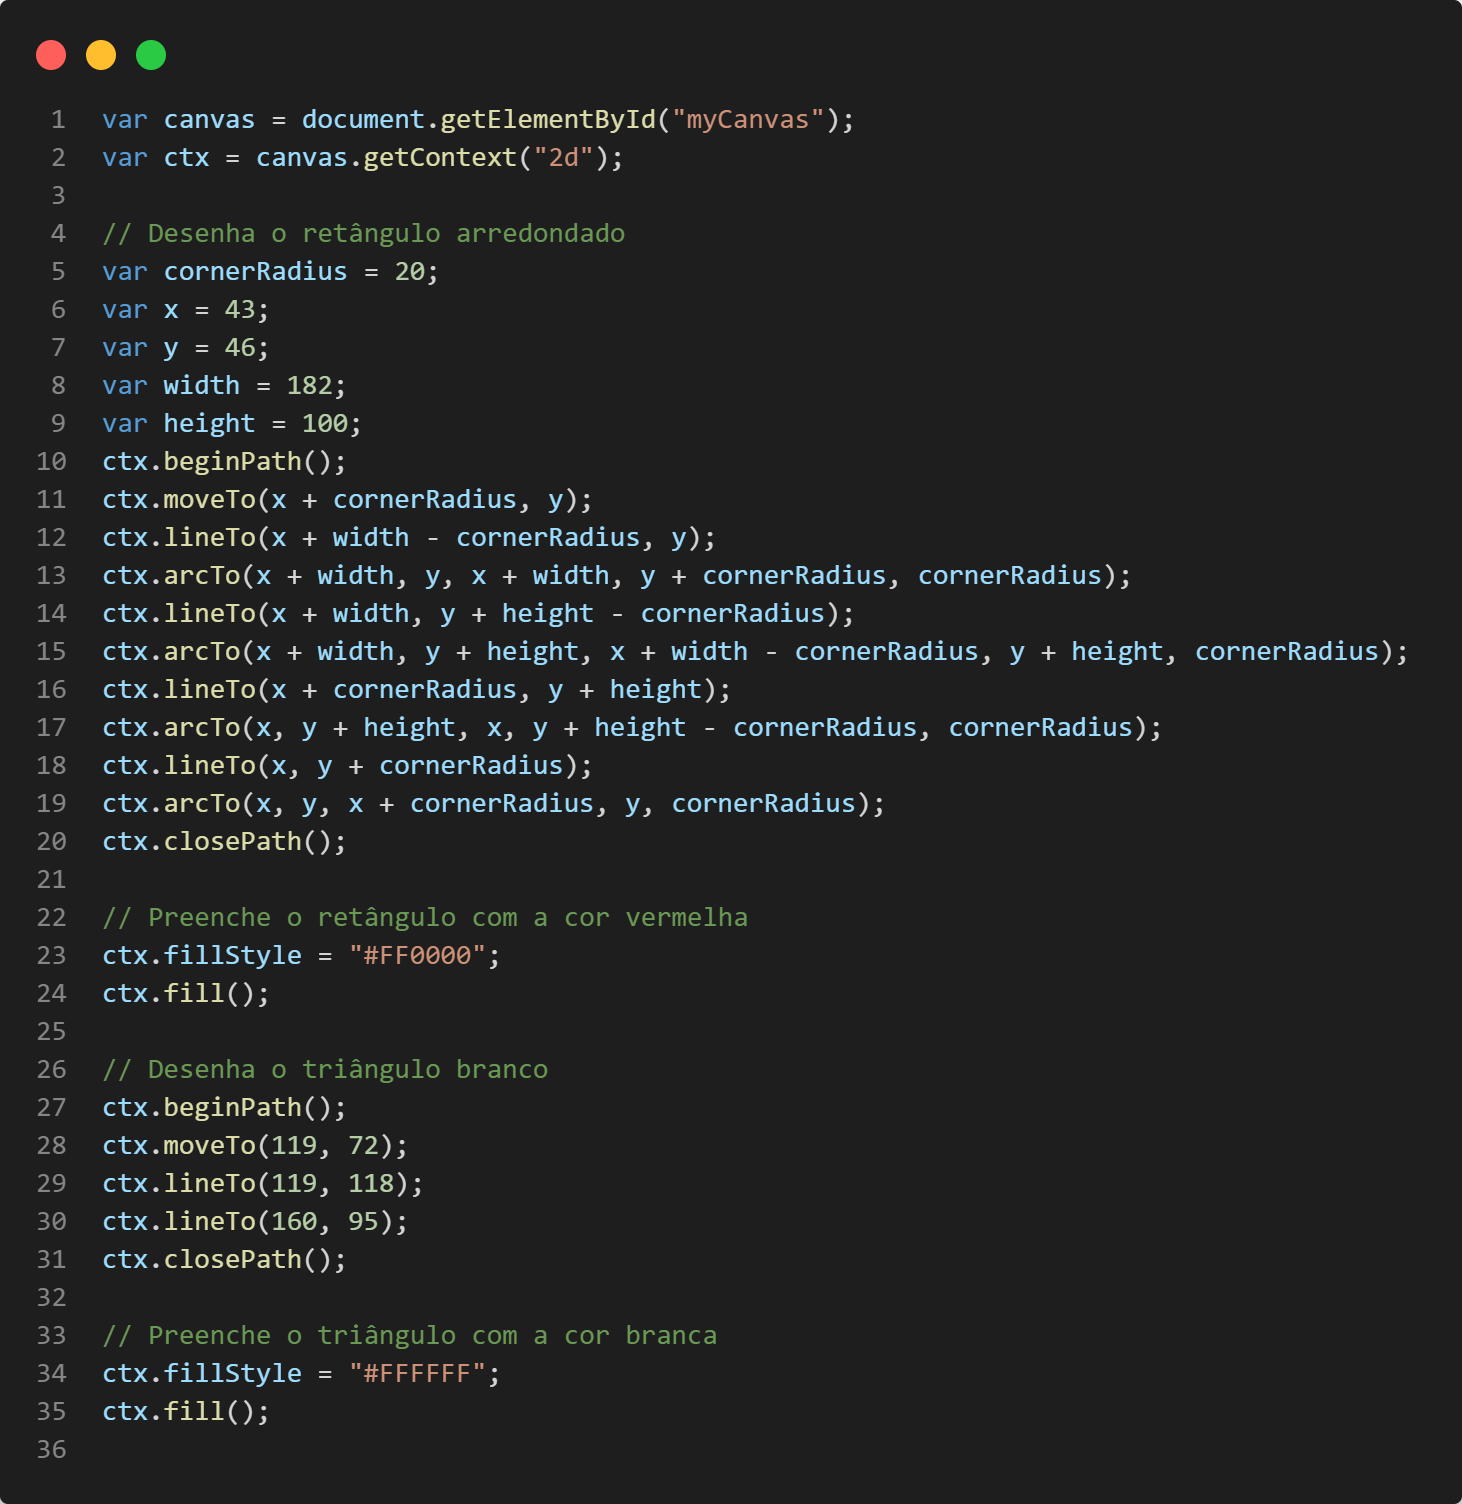 1 var canvas = document.getElementById("myCanvas");
2 var ctx = canvas.getContext("2d");
3
4 // Desenha o retângulo arredondado
5 var cornerRadius = 20;
6 var x = 43;
7 var y = 46;
8 var width = 182;
9 var height = 100;
10 ctx.beginPath();
11 ctx.moveTo(x + cornerRadius, y);
12 ctx.lineTo(x + width - cornerRadius, y);
13 ctx.arcTo(x + width, y, x + width, y + cornerRadius, cornerRadius);
14 ctx.lineTo(x + width, y + height - cornerRadius);
15 ctx.arcTo(x + width, y + height, x + width - cornerRadius, y + height, cornerRadius);
16 ctx.lineTo(x + cornerRadius, y + height);
17 ctx.arcTo(x, y + height, x, y + height - cornerRadius, cornerRadius);
18 ctx.lineTo(x, y + cornerRadius);
19 ctx.arcTo(x, y, x + cornerRadius, y, cornerRadius);
20 ctx.closePath();
21
22 // Preenche o retângulo com a cor vermelha
23 ctx.fillStyle = "#FF0000";
24 ctx.fill();
25
26 // Desenha o triângulo branco
27 ctx.beginPath();
28 ctx.moveTo(119, 72);
29 ctx.lineTo(119, 118);
30 ctx.lineTo(160, 95);
31 ctx.closePath();
32
33 // Preenche o triângulo com a cor branca
34 ctx.fillStyle = "#FFFFFF";
35 ctx.fill();
36